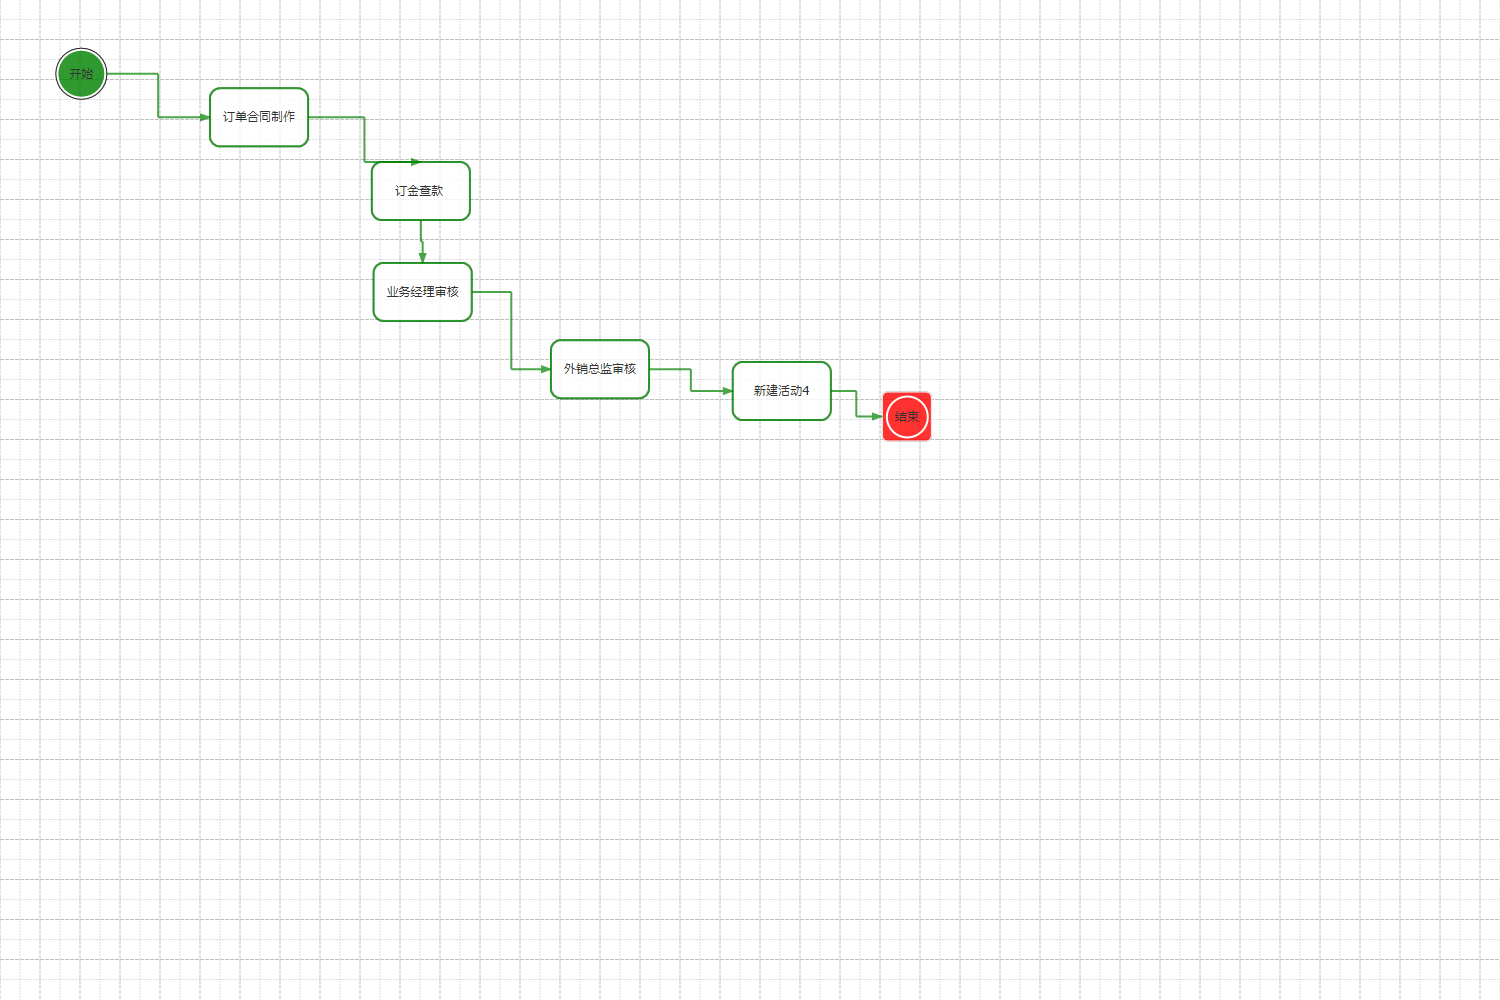 开始
订单合同制作
订金查款
业务经理审核
外销总监审核
新建活动4
结束